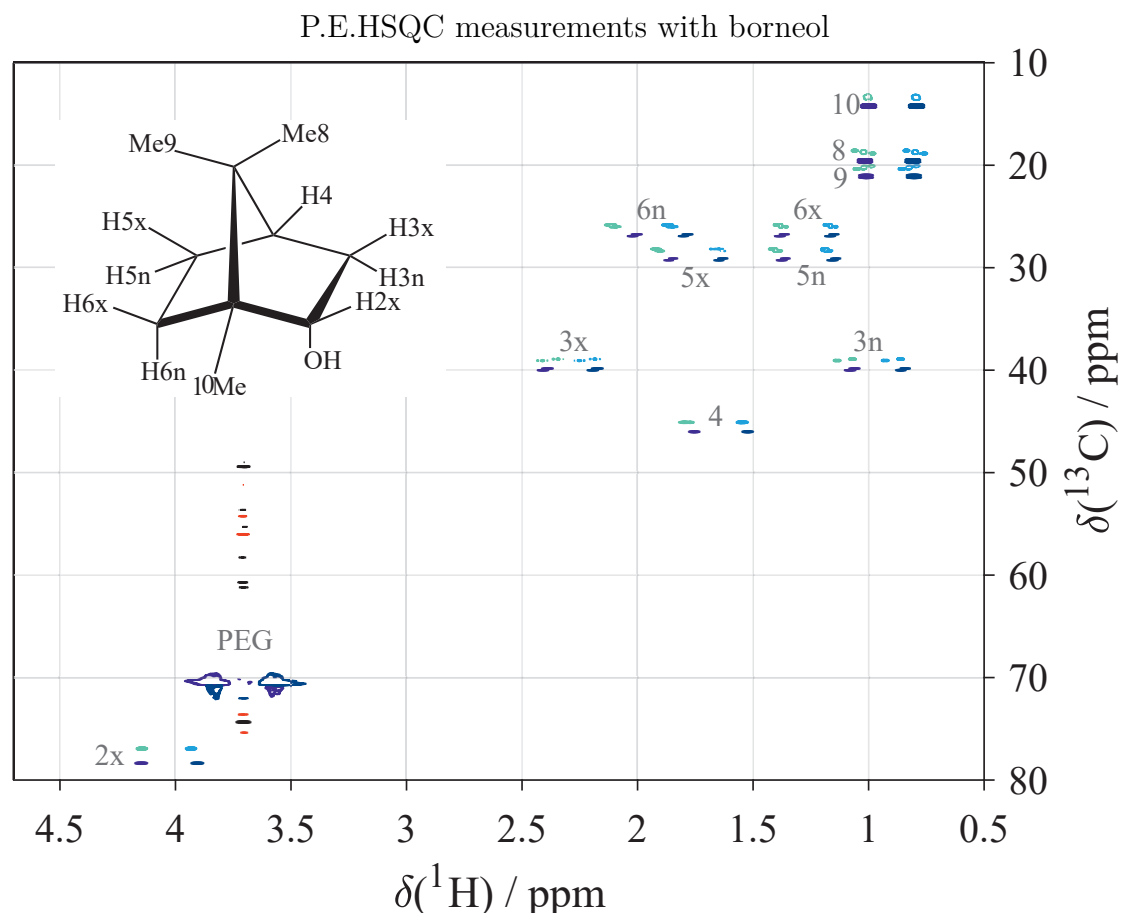 P.E.HSQC measurements with borneol
10
Me9
Me8
10
8
20
9
H4
H5x
H3x
6n
6x
H5n
H3n
5x
5n
30
H6x
H2x
3x
3n
OH
H6n
10Me
40
4
50
60
PEG
70
2x
80
δ(13C) / ppm
4.5 4 3.5 3 2.5 2 1.5 1 0.5
δ(1H) / ppm